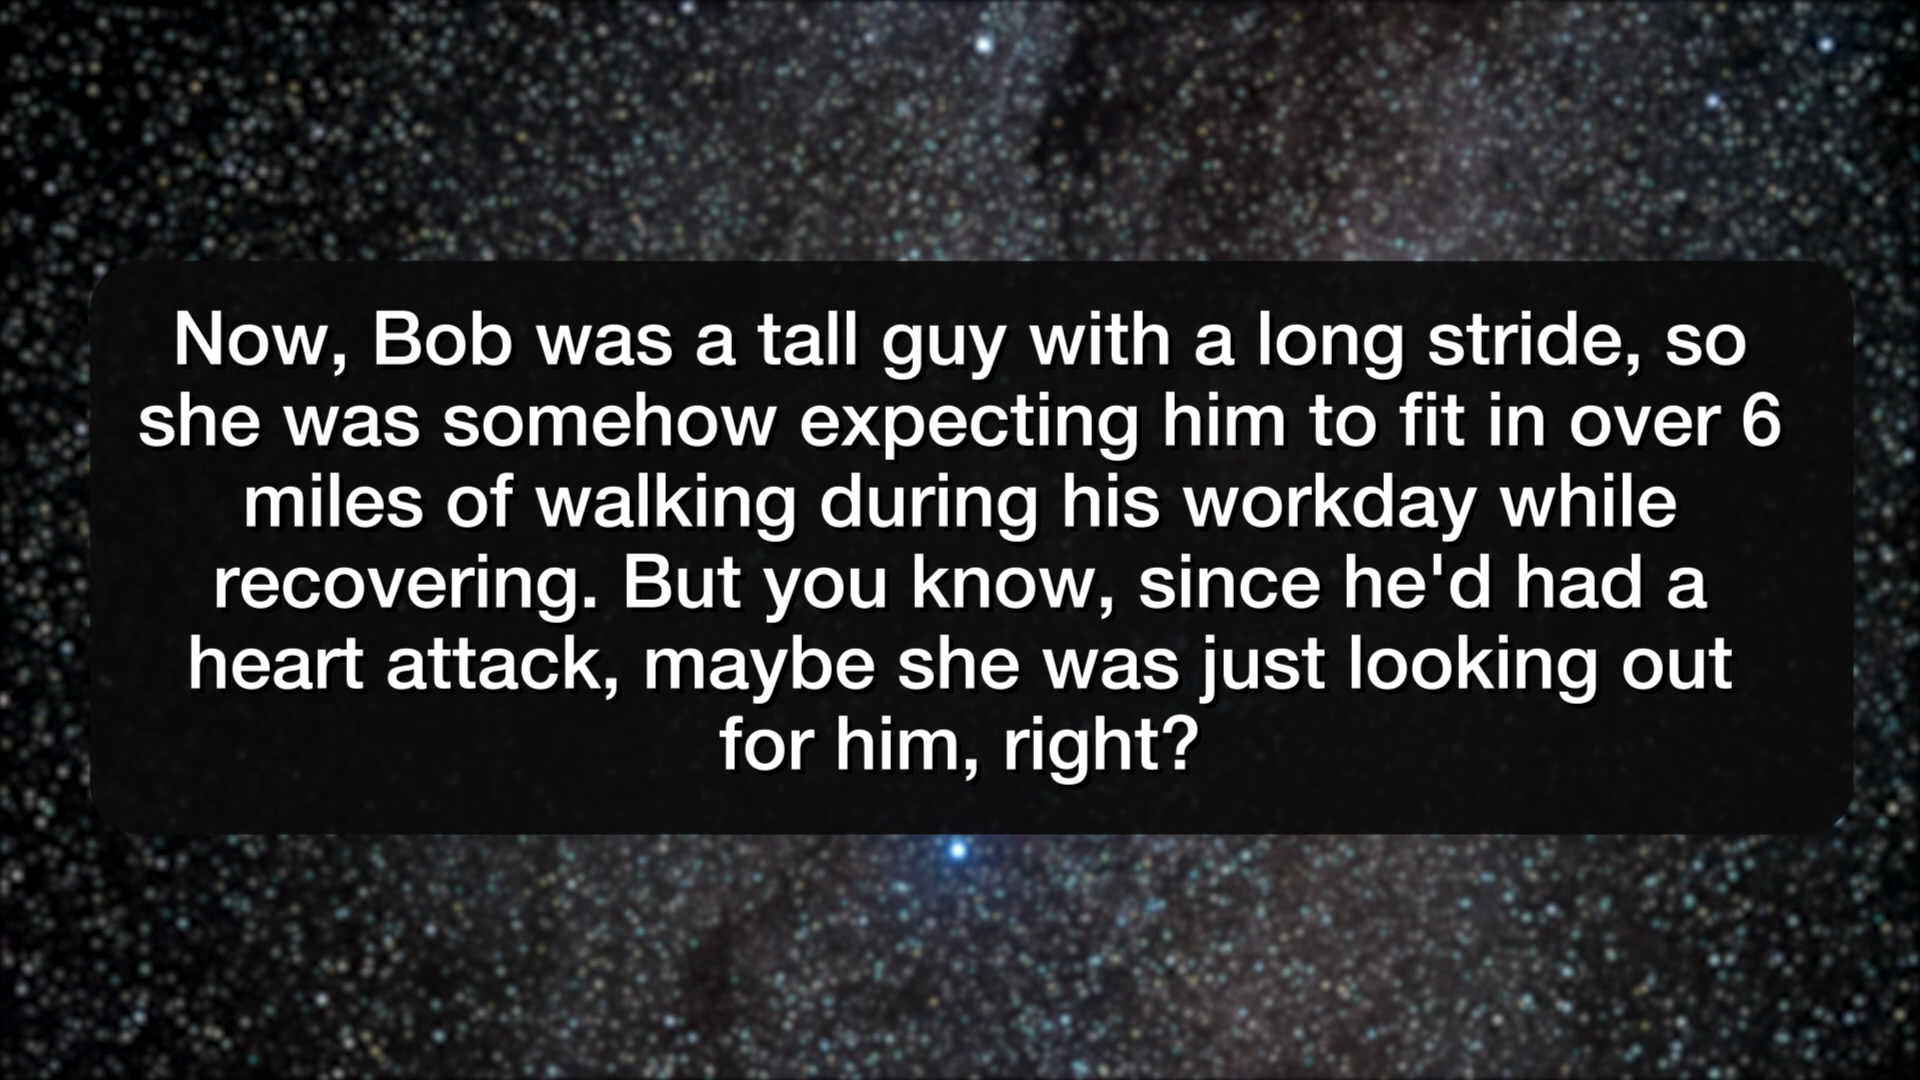 Now, Bob was a tall guy with a long stride, so
she was somehow expecting him to fit in over 6
miles of walking during his workday while
recovering. But you know, since he'd had a
heart attack, maybe she was just looking out
for him, right?